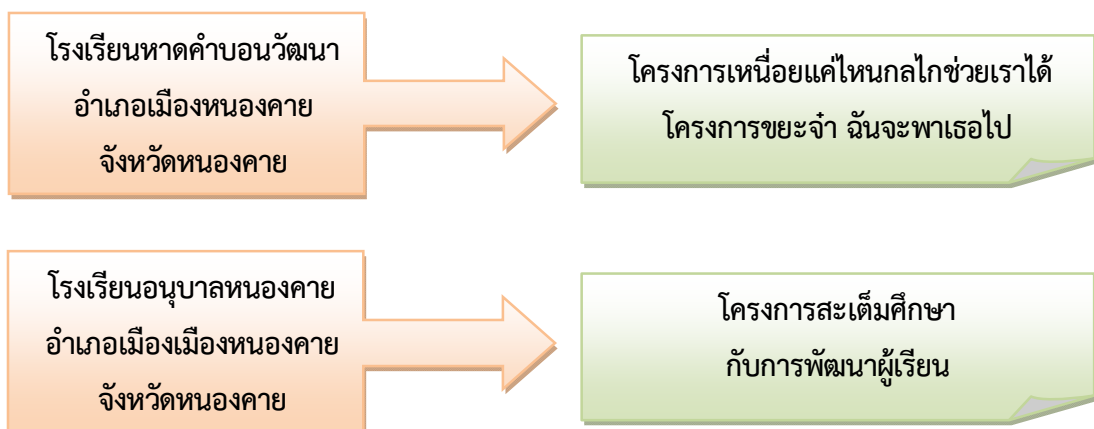 โรงเรียนหาดคำบอนวัฒนา
อำเภอเมืองหนองคาย
จังหวัดหนองคาย
โครงการเหนื่อยแค่ไหนกลไกช่วยเราได้
โครงการขยะจ๋า ฉันจะพาเธอไป
โรงเรียนอนุบาลหนองคาย
อำเภอเมืองเมืองหนองคาย
จังหวัดหนองคาย
โครงการสะเต็มศึกษา
กับการพัฒนาผู้เรียน